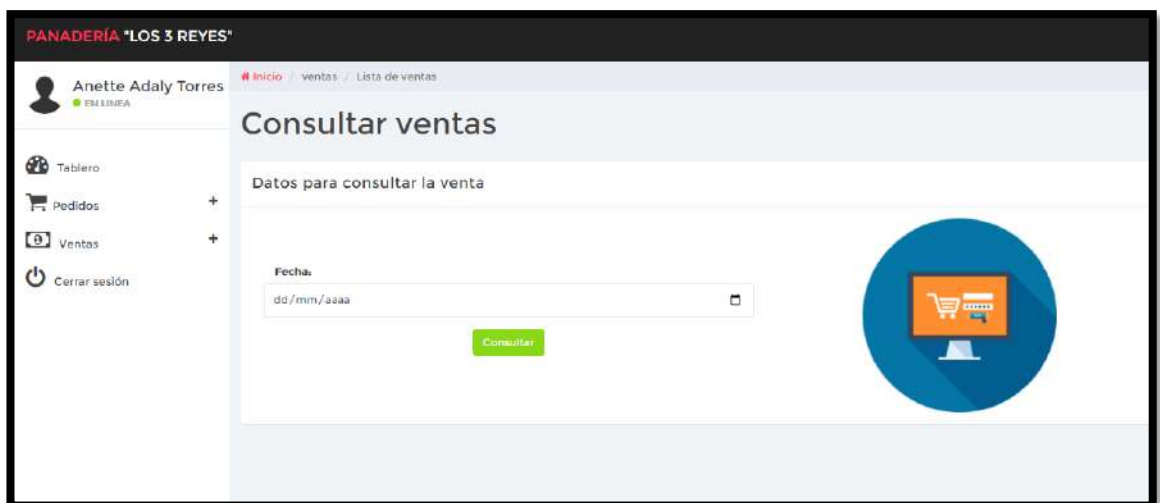 PANADERÍA "LOS 3 REYES"
Anette Adaly Torres
EN LINEA
Inicio / ventas / Lista de ventas
Consultar ventas
Tablero
Pedidos +
Ventas +
Cerrar sesión
Datos para consultar la venta
Fecha:
dd/mm/aaaa
Consultar